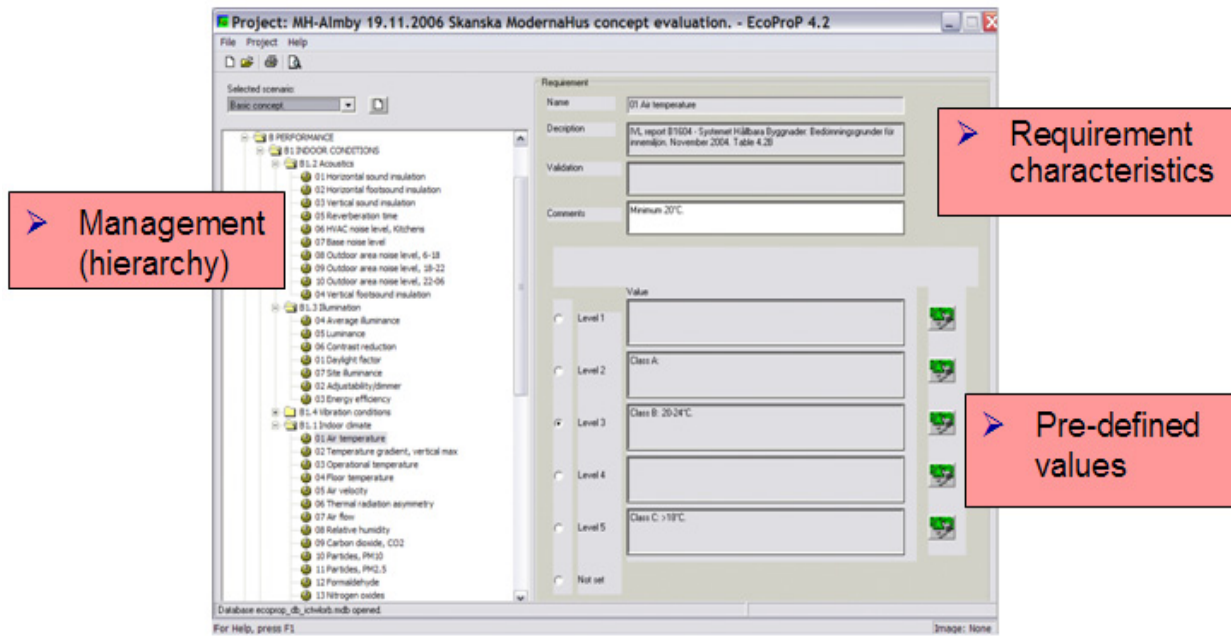 Project: MH-Almby 19.11.2006 Skanska ModernaHus concept evaluation. - EcoProP 4.2
File Project Help
Selected scenario:
Basic concept.
B PERFORMANCE
B1 INDOOR CONDITIONS
B1.2 Acoustics
01 Horizontal sound insulation
02 Horizontal footsound insulation
03 Vertical sound insulation
05 Reverberation time
06 HVAC noise level, Kitchens
07 Base noise level
08 Outdoor area noise level, 6-18
09 Outdoor area noise level, 18-22
10 Outdoor area noise level, 22-06
04 Vertical footsound insulation
B1.3 Illumination
04 Average illuminance
05 Luminance
06 Contrast reduction
01 Daylight factor
07 Site illuminance
02 Adjustability/dimmer
03 Energy efficiency
B1.4 Vibration conditions
B1.1 Indoor climate
01 Air temperature
02 Temperature gradient, vertical max
03 Operational temperature
04 Floor temperature
05 Air velocity
06 Thermal radiation asymmetry
07 Air flow
08 Relative humidity
09 Carbon dioxide, CO2
10 Particles, PM10
11 Particles, PM2.5
12 Formaldehyde
13 Nitrogen oxides
Requirement
Name
01 Air temperature
Decription
IVL report B1604 - Systemet Hållbara Byggnader. Bedömningsgrunder för
innemiljön. November 2004. Table 4.2B
Validation
Comments
Minimum 20°C.
Value
Level 1
Level 2
Class A:
Level 3
Class B: 20-24°C.
Level 4
Level 5
Class C: >18°C.
Not set
Database ecoprop_db_ictwlorb.mdb opened.
For Help, press F1
Image: None
Management
(hierarchy)
Requirement
characteristics
Pre-defined
values